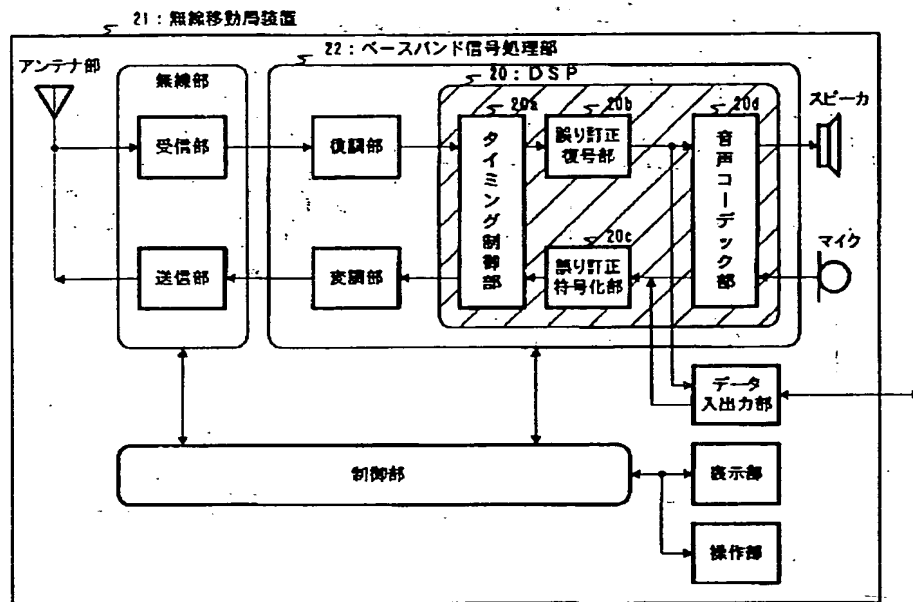 21：無線移動局装置
22：ベースバンド信号処理部
アンテナ部
無線部
20：DSP
20a
20b
20d
スピーカ
受信部
復調部
タイミング制御部
誤り訂正
復号部
音声コーデック部
20c
マイク
送信部
変調部
誤り訂正
符号化部
データ
入出力部
制御部
表示部
操作部